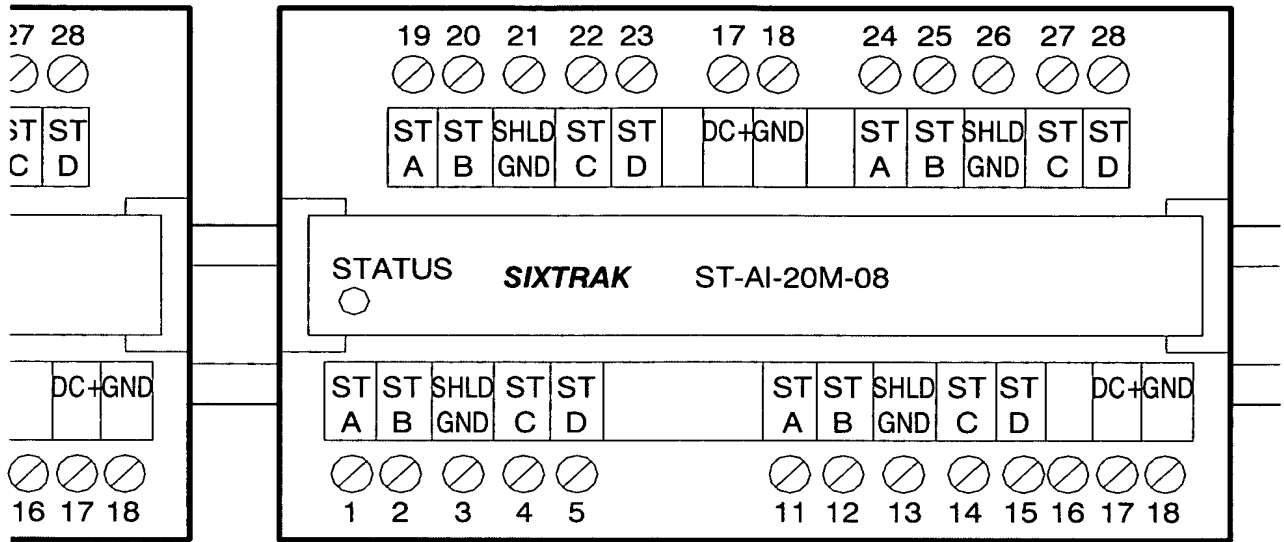 27 28
ST ST
C D
DC+ GND
16 17 18
19 20 21 22 23 17 18 24 25 26 27 28
ST ST SHLD ST ST DC+ GND ST ST SHLD ST ST
A B GND C D A B GND C D
STATUS SIXTRAK ST-AI-20M-08
ST ST SHLD ST ST ST ST SHLD ST ST DC+ GND
A B GND C D A B GND C D
1 2 3 4 5 11 12 13 14 15 16 17 18